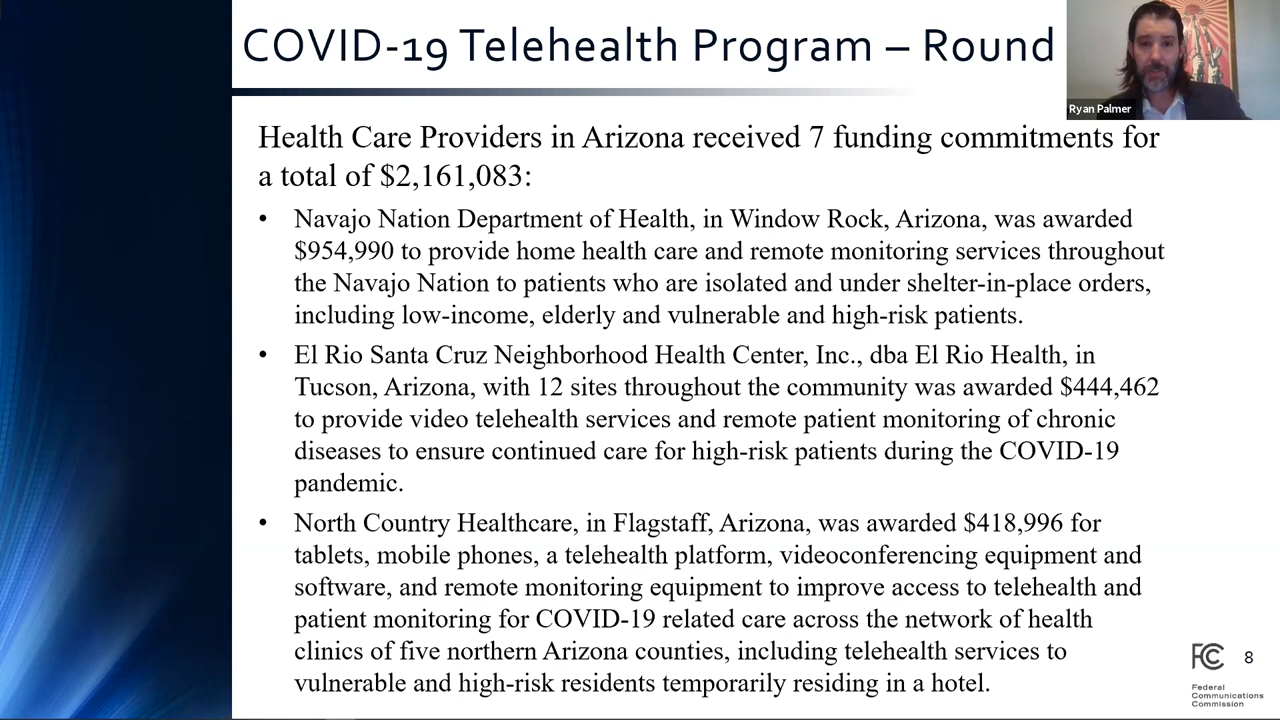 COVID-19 Telehealth Program – Round
Ryan Palmer
Health Care Providers in Arizona received 7 funding commitments for
a total of $2,161,083:
• Navajo Nation Department of Health, in Window Rock, Arizona, was awarded
$954,990 to provide home health care and remote monitoring services throughout
the Navajo Nation to patients who are isolated and under shelter-in-place orders,
including low-income, elderly and vulnerable and high-risk patients.
• El Rio Santa Cruz Neighborhood Health Center, Inc., dba El Rio Health, in
Tucson, Arizona, with 12 sites throughout the community was awarded $444,462
to provide video telehealth services and remote patient monitoring of chronic
diseases to ensure continued care for high-risk patients during the COVID-19
pandemic.
• North Country Healthcare, in Flagstaff, Arizona, was awarded $418,996 for
tablets, mobile phones, a telehealth platform, videoconferencing equipment and
software, and remote monitoring equipment to improve access to telehealth and
patient monitoring for COVID-19 related care across the network of health
clinics of five northern Arizona counties, including telehealth services to
vulnerable and high-risk residents temporarily residing in a hotel.
FCC
8
Federal
Communications
Commission